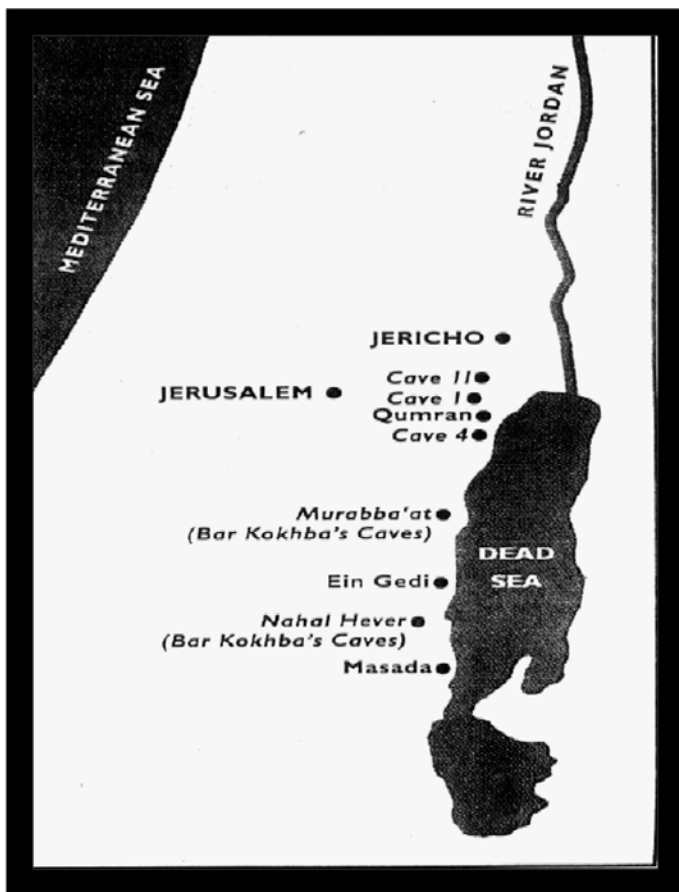 MEDITERRANEAN SEA
RIVER JORDAN
JERICHO
Cave 11
JERUSALEM
Cave 1
Qumran
Cave 4
Murabba'at
(Bar Kokhba's Caves)
DEAD
SEA
Ein Gedi
Nahal Hever
(Bar Kokhba's Caves)
Masada